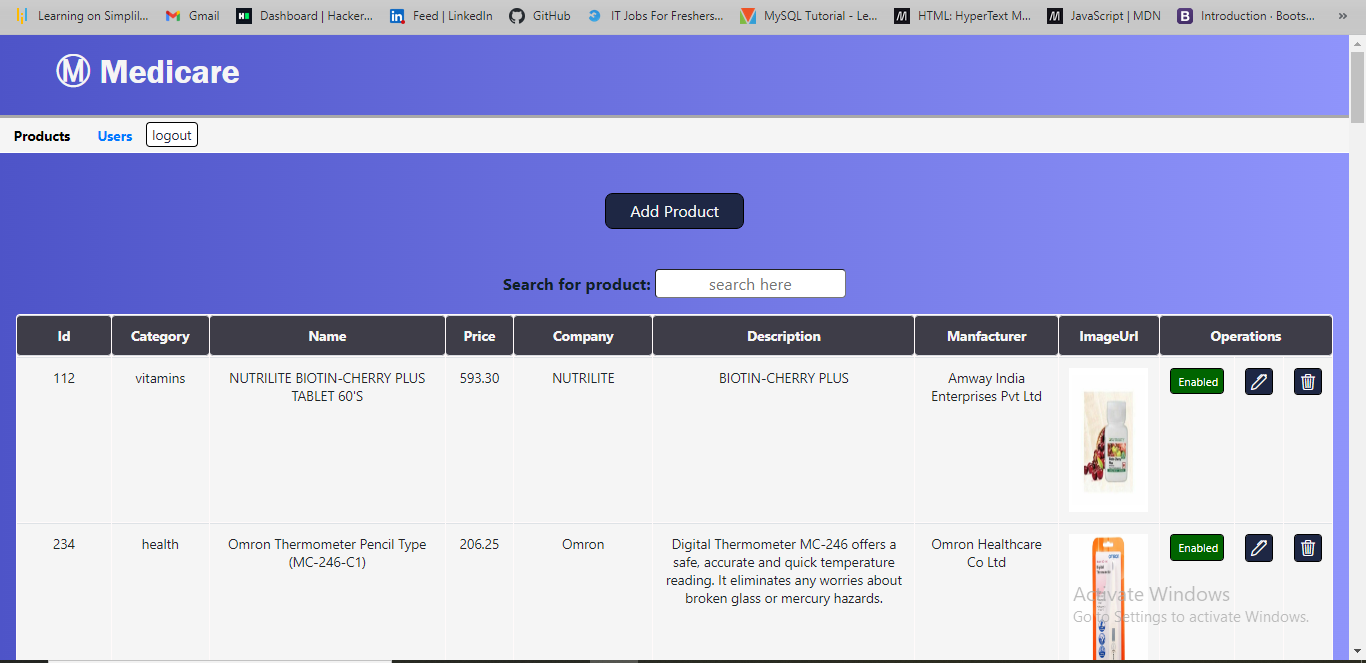 Learning on Simplil... Gmail Dashboard | Hacker... Feed | LinkedIn GitHub IT Jobs For Freshers... MySQL Tutorial - Le... HTML: HyperText M... JavaScript | MDN Introduction · Boots... »
Medicare
Products Users logout
Add Product
Search for product: search here
Id Category Name Price Company Description Manfacturer ImageUrl Operations
112 vitamins NUTRILITE BIOTIN-CHERRY PLUS 593.30 NUTRILITE BIOTIN-CHERRY PLUS Amway India Enabled
TABLET 60'S Enterprises Pvt Ltd
234 health Omron Thermometer Pencil Type 206.25 Omron Digital Thermometer MC-246 offers a Omron Healthcare Enabled
(MC-246-C1) safe, accurate and quick temperature Co Ltd
reading. It eliminates any worries about
broken glass or mercury hazards.
Activate Windows
Go to Settings to activate Windows.